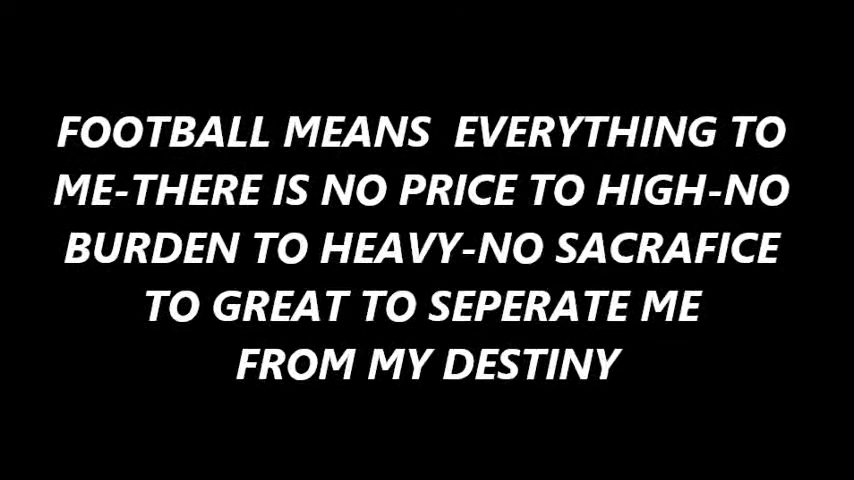 FOOTBALL MEANS  EVERYTHING TO
ME-THERE IS NO PRICE TO HIGH-NO
BURDEN TO HEAVY-NO SACRAFICE
TO GREAT TO SEPERATE ME
FROM MY DESTINY